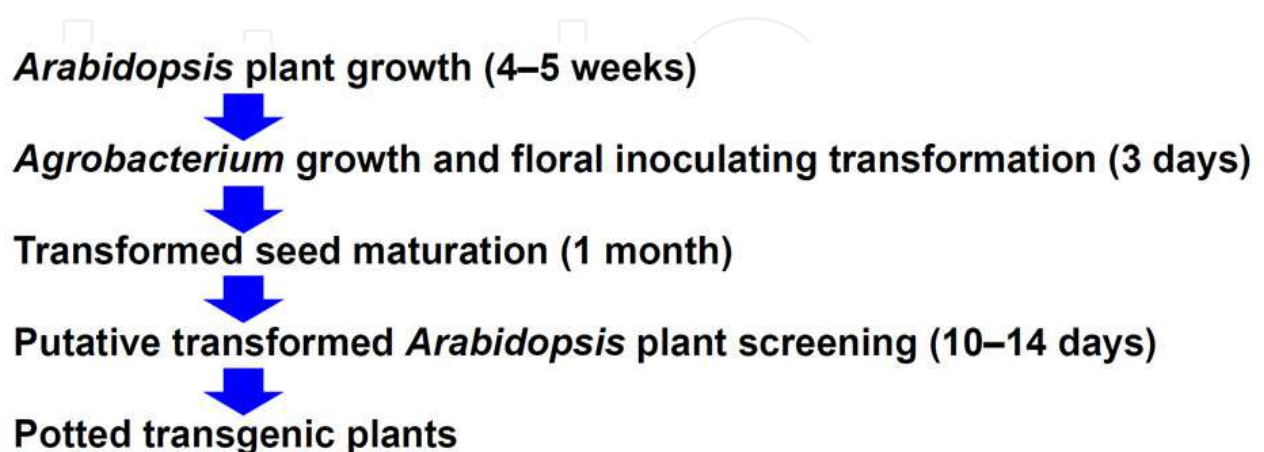 Arabidopsis plant growth (4–5 weeks)
Agrobacterium growth and floral inoculating transformation (3 days)
Transformed seed maturation (1 month)
Putative transformed Arabidopsis plant screening (10–14 days)
Potted transgenic plants